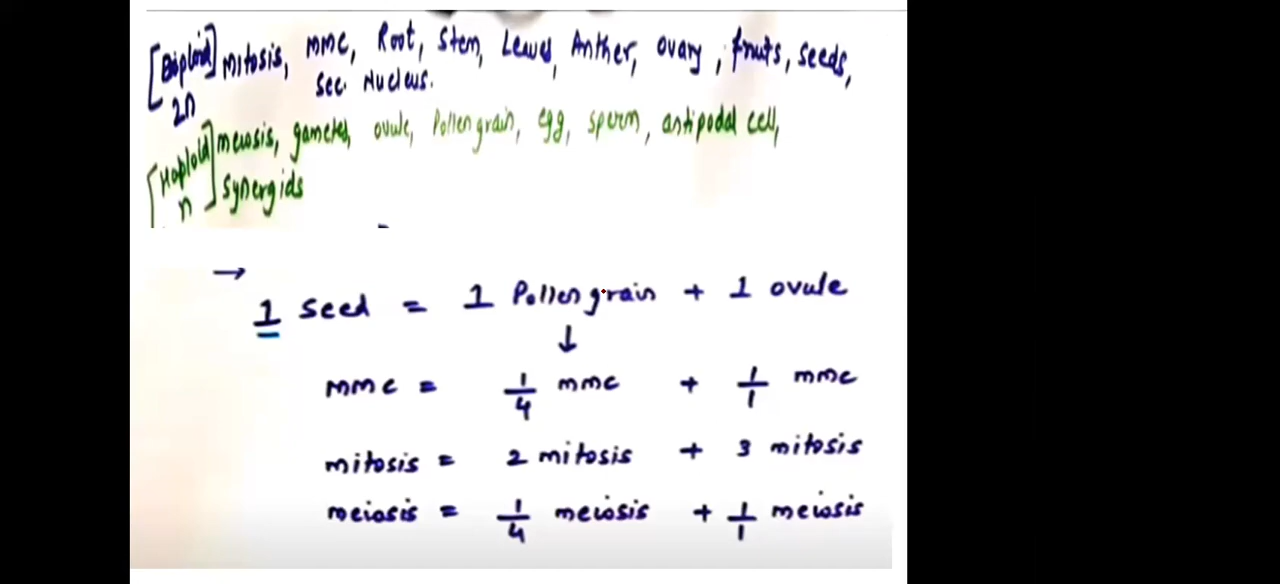 [Diploid] mitosis, mmc, Root, Stem, Leaves, Anther, ovary, fruits, seeds,
2n sec. Nucleus.
[Haploid] meiosis, gametes, ovule, Pollen grain, egg, sperm, antipodal cell,
n synergids
→
1 seed = 1 Pollen grain + 1 ovule
↓
mmc = 1/4 mmc + 1/1 mmc
mitosis = 2 mitosis + 3 mitosis
meiosis = 1/4 meiosis + 1/1 meiosis